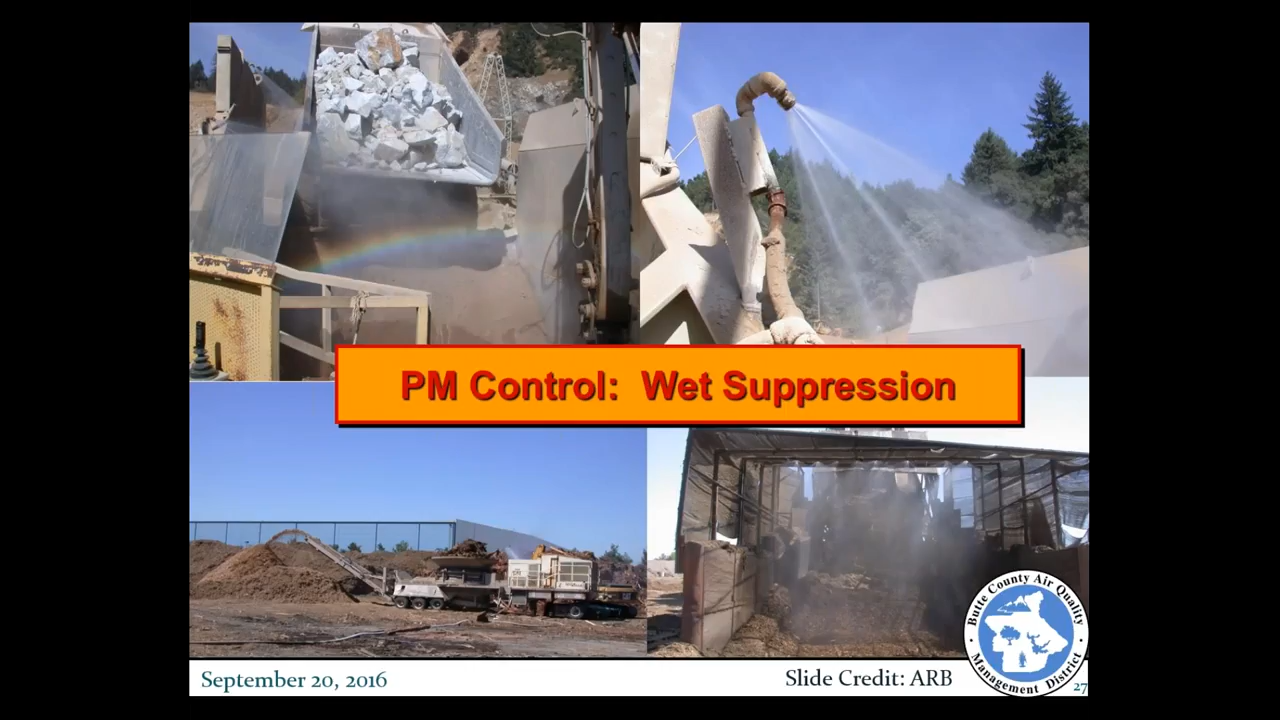 PM Control: Wet Suppression
Butte County Air Quality
Management District
September 20, 2016
Slide Credit: ARB
27